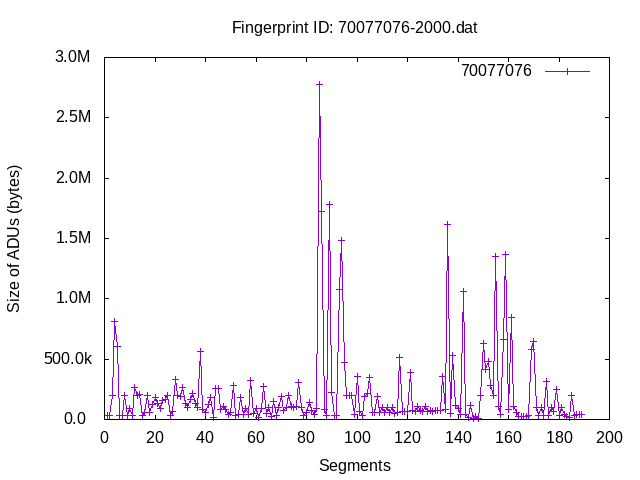 Fingerprint ID: 70077076-2000.dat
3.0M
70077076
2.5M
2.0M
1.5M
1.0M
500.0k
0.0
Size of ADUs (bytes)
0 20 40 60 80 100 120 140 160 180 200
Segments